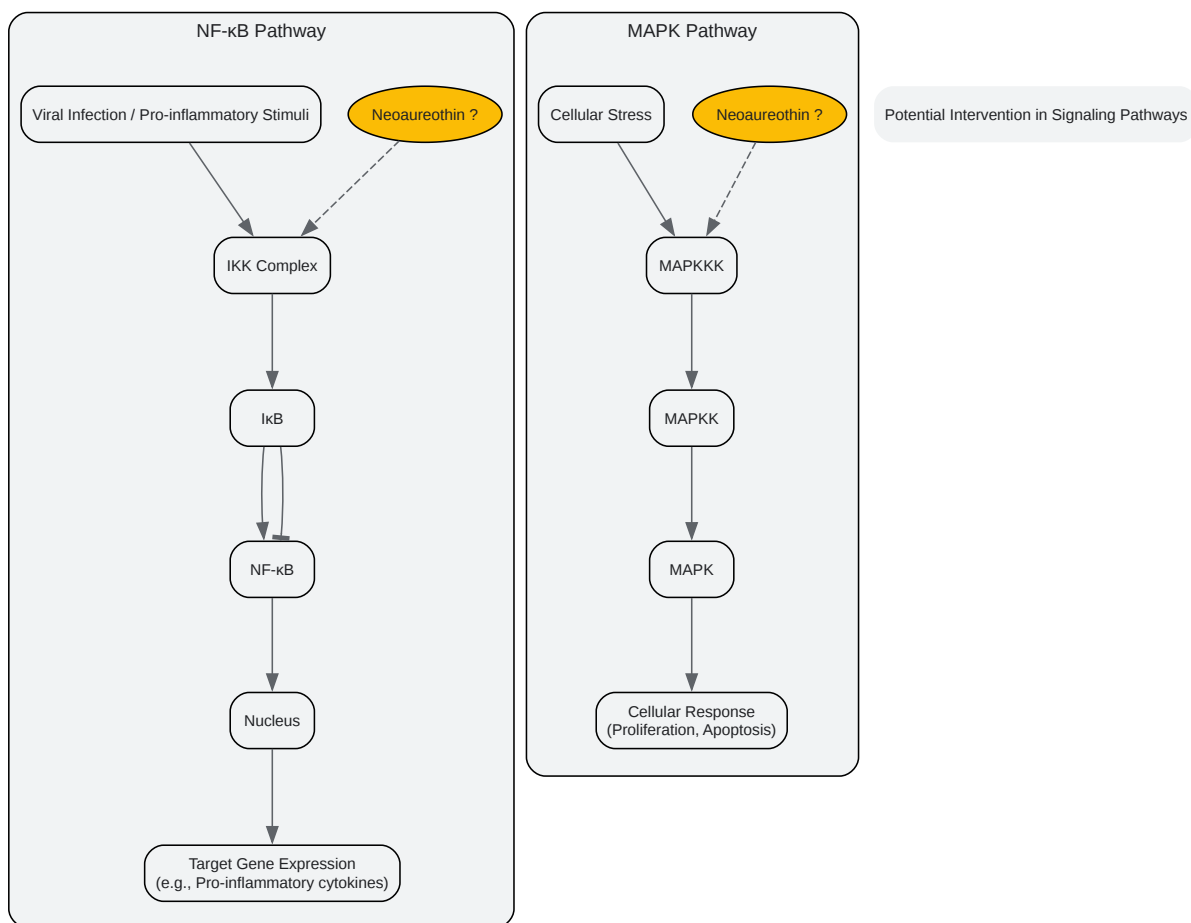 NF-κB Pathway
Viral Infection / Pro-inflammatory Stimuli
Neoaureothin ?
IKK Complex
IκB
NF-κB
Nucleus
Target Gene Expression
(e.g., Pro-inflammatory cytokines)
MAPK Pathway
Cellular Stress
Neoaureothin ?
MAPKKK
MAPKK
MAPK
Cellular Response
(Proliferation, Apoptosis)
Potential Intervention in Signaling Pathways